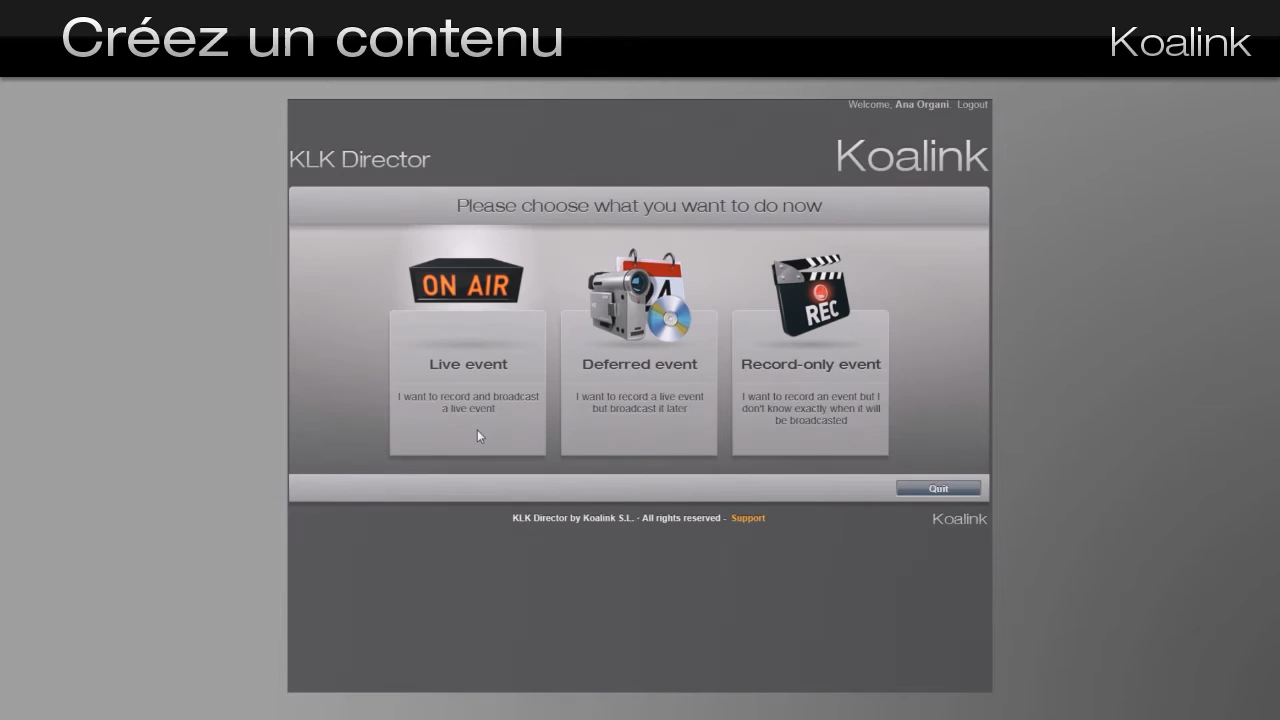 Créez un contenu
Koalink
Welcome, Ana Organi. Logout
KLK Director
Koalink
Please choose what you want to do now
ON AIR
4
REC
Live event
Deferred event
Record-only event
I want to record and broadcast
a live event
I want to record a live event
but broadcast it later
I want to record an event but I
don't know exactly when it will
be broadcasted
Quit
KLK Director by Koalink S.L. · All rights reserved - Support
Koalink